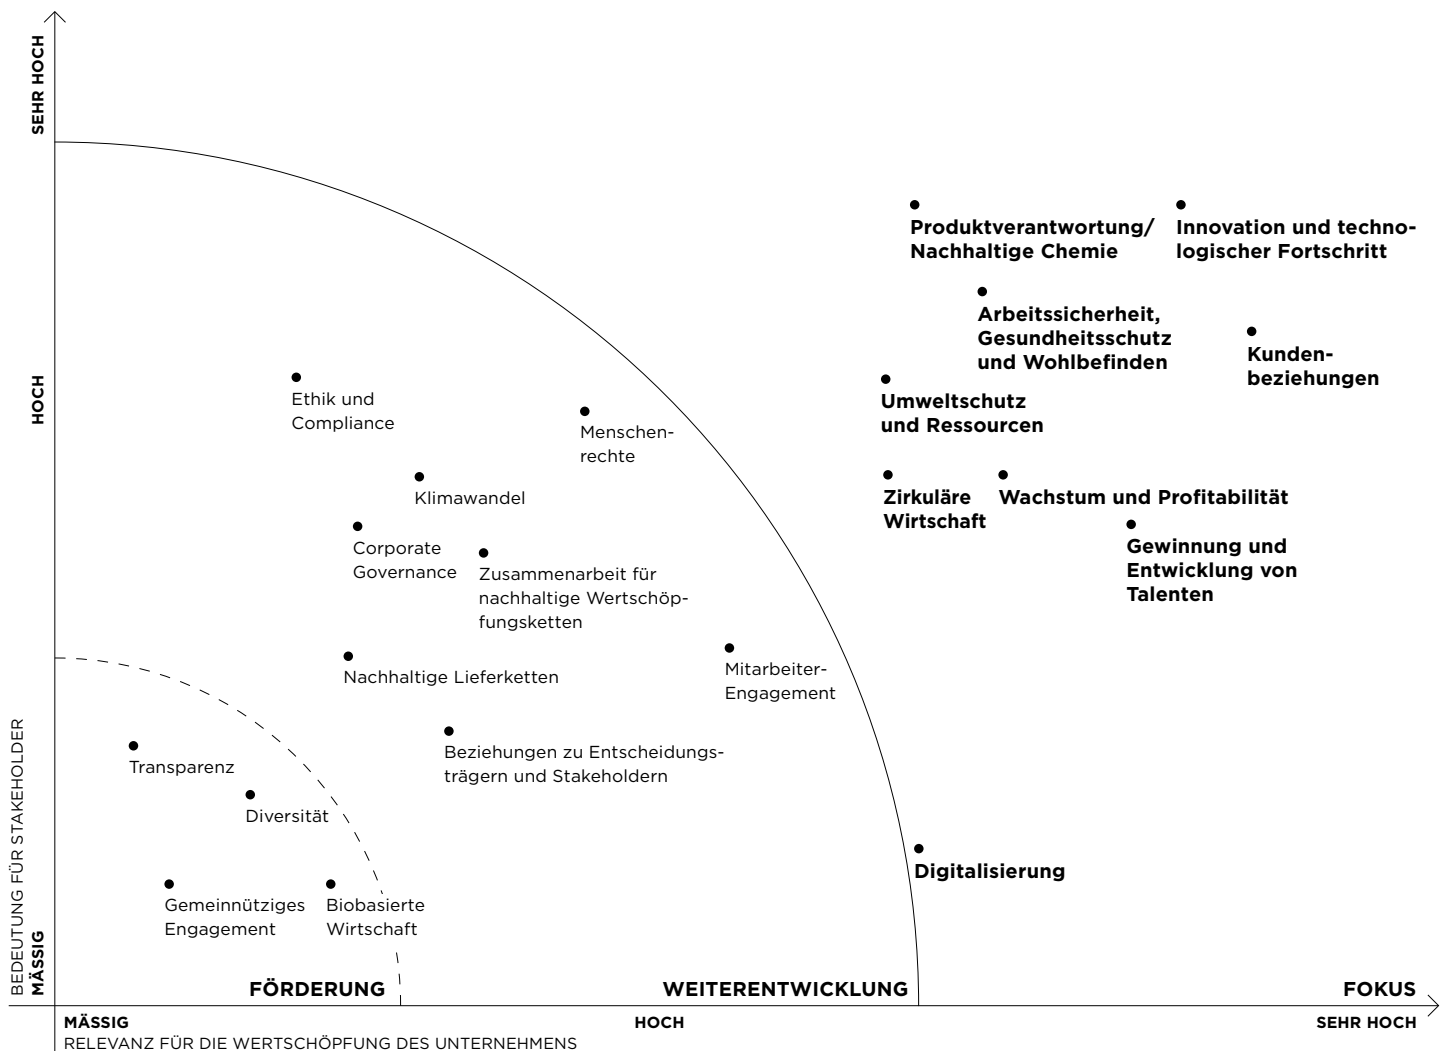 SEHR HOCH
Produktverantwortung/
Nachhaltige Chemie
Innovation und techno-
logischer Fortschritt
Arbeitssicherheit,
Gesundheitsschutz
und Wohlbefinden
Kunden-
beziehungen
HOCH
Ethik und
Compliance
Umweltschutz
und Ressourcen
Menschen-
rechte
Klimawandel
Zirkuläre
Wirtschaft
Wachstum und Profitabilität
Corporate
Governance
Gewinnung und
Entwicklung von
Talenten
Zusammenarbeit für
nachhaltige Wertschöp-
fungsketten
Nachhaltige Lieferketten
Mitarbeiter-
Engagement
Beziehungen zu Entscheidungs-
trägern und Stakeholdern
Transparenz
Diversität
Digitalisierung
Gemeinnütziges
Engagement
Biobasierte
Wirtschaft
BEDEUTUNG FÜR STAKEHOLDER
MÄSSIG
FÖRDERUNG
WEITERENTWICKLUNG
FOKUS
MÄSSIG
HOCH
SEHR HOCH
RELEVANZ FÜR DIE WERTSCHÖPFUNG DES UNTERNEHMENS